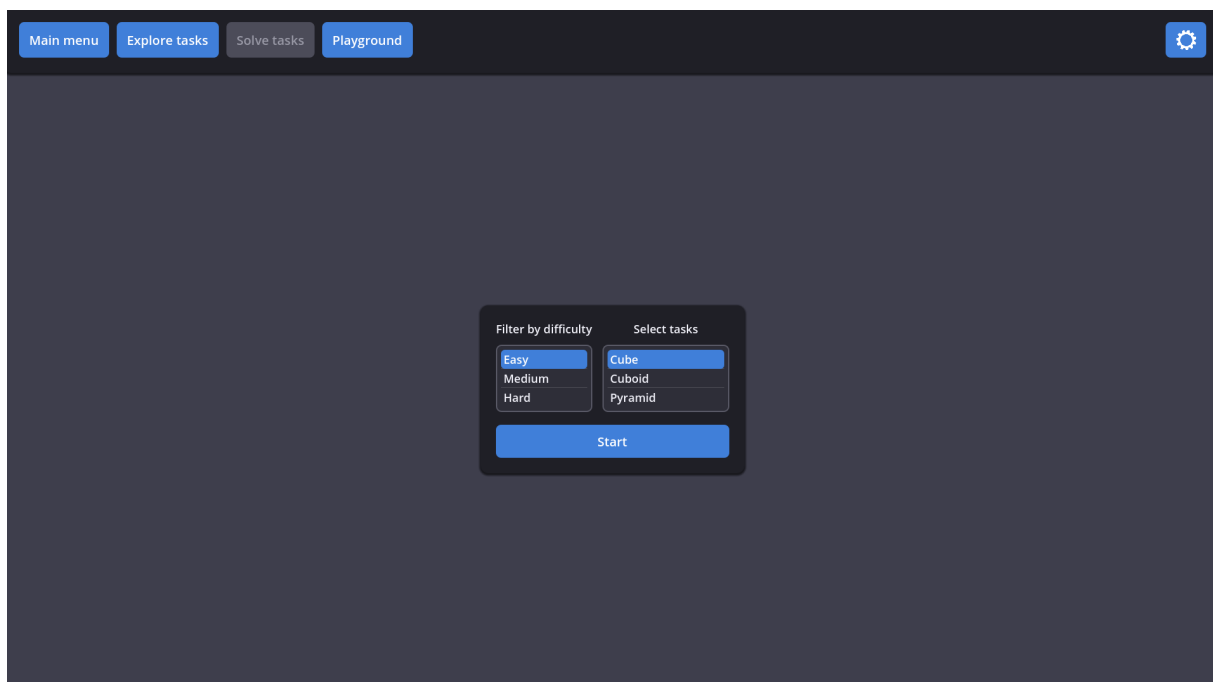 Main menu
Explore tasks
Solve tasks
Playground
Filter by difficulty
Select tasks
Easy
Medium
Hard
Cube
Cuboid
Pyramid
Start